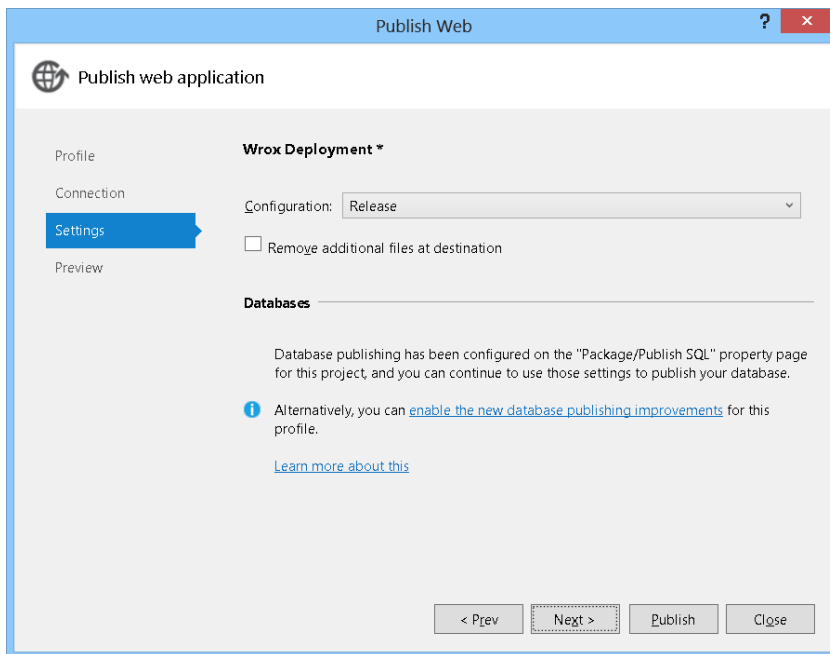 Publish Web
?
Publish web application
Profile
Connection
Settings
Preview
Wrox Deployment *
Configuration: Release
Remove additional files at destination
Databases
Database publishing has been configured on the "Package/Publish SQL" property page
for this project, and you can continue to use those settings to publish your database.
Alternatively, you can enable the new database publishing improvements for this
profile.
Learn more about this
< Prev Next > Publish Close